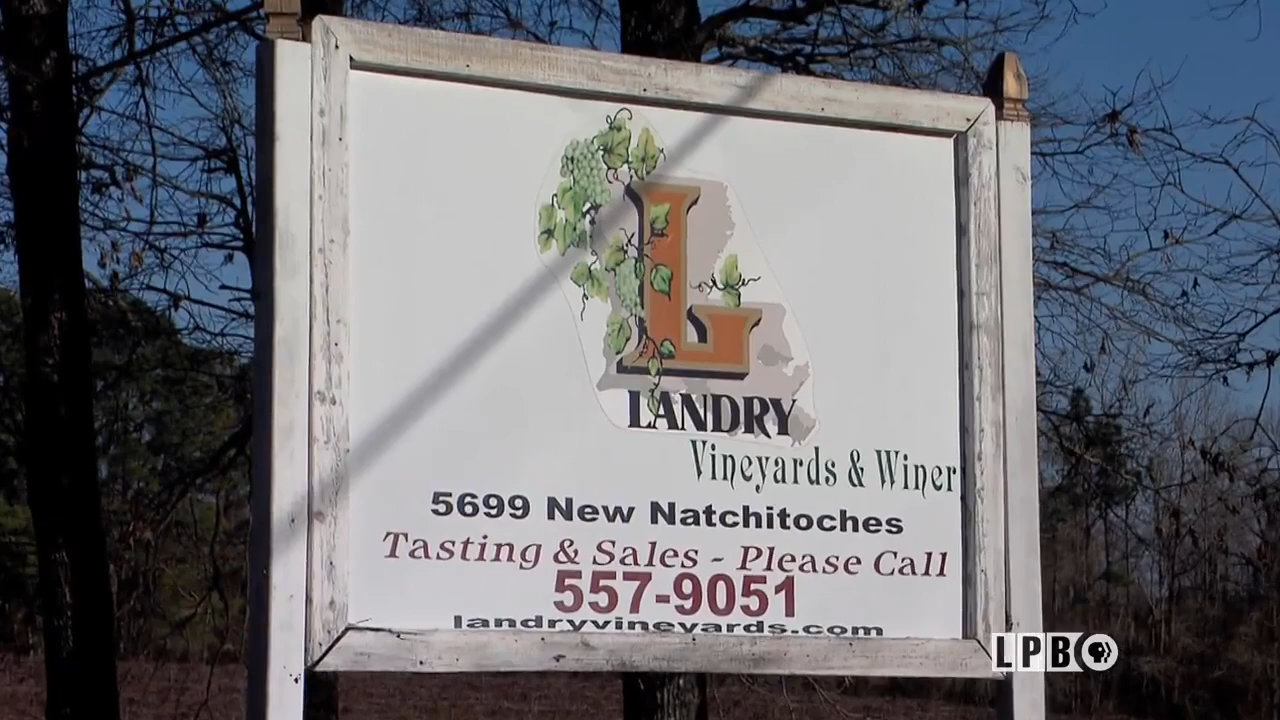 L
LANDRY
Vineyards & Winer
5699 New Natchitoches
Tasting & Sales - Please Call
557-9051
landryvineyards.com
LPB